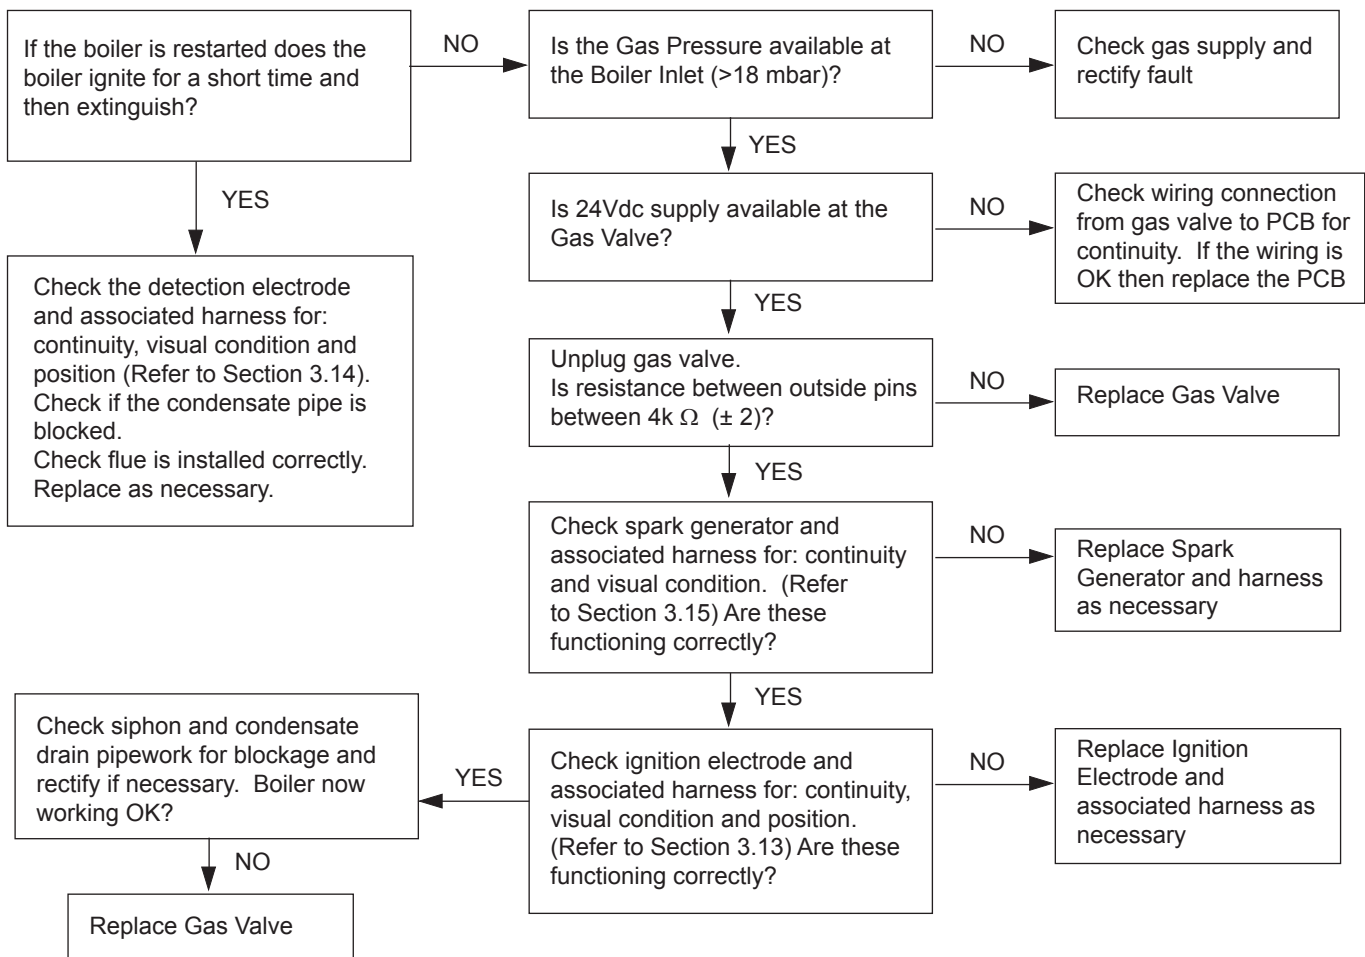 If the boiler is restarted does the
boiler ignite for a short time and
then extinguish?
NO
Is the Gas Pressure available at
the Boiler Inlet (>18 mbar)?
NO
Check gas supply and
rectify fault
YES
YES
Is 24Vdc supply available at the
Gas Valve?
NO
Check wiring connection
from gas valve to PCB for
continuity.  If the wiring is
OK then replace the PCB
Check the detection electrode
and associated harness for:
continuity, visual condition and
position (Refer to Section 3.14).
Check if the condensate pipe is
blocked.
Check flue is installed correctly.
Replace as necessary.
YES
Unplug gas valve.
Is resistance between outside pins
between 4k Ω  (± 2)?
NO
Replace Gas Valve
YES
Check spark generator and
associated harness for: continuity
and visual condition.  (Refer
to Section 3.15) Are these
functioning correctly?
NO
Replace Spark
Generator and harness
as necessary
YES
Check ignition electrode and
associated harness for: continuity,
visual condition and position.
(Refer to Section 3.13) Are these
functioning correctly?
NO
Replace Ignition
Electrode and
associated harness as
necessary
YES
Check siphon and condensate
drain pipework for blockage and
rectify if necessary.  Boiler now
working OK?
NO
Replace Gas Valve